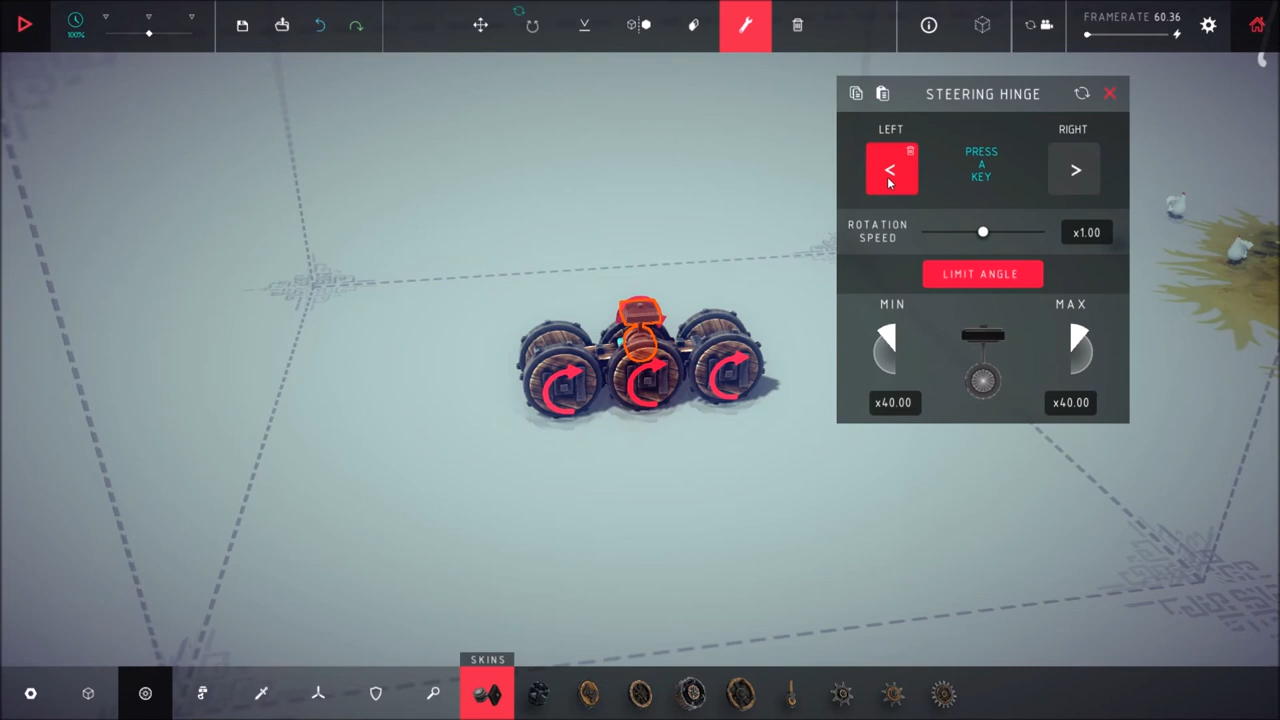 100%
FRAMERATE 60.36
STEERING HINGE
LEFT
RIGHT
<
PRESS
A
KEY
>
ROTATION
SPEED
x1.00
LIMIT ANGLE
MIN
MAX
x40.00
x40.00
SKINS